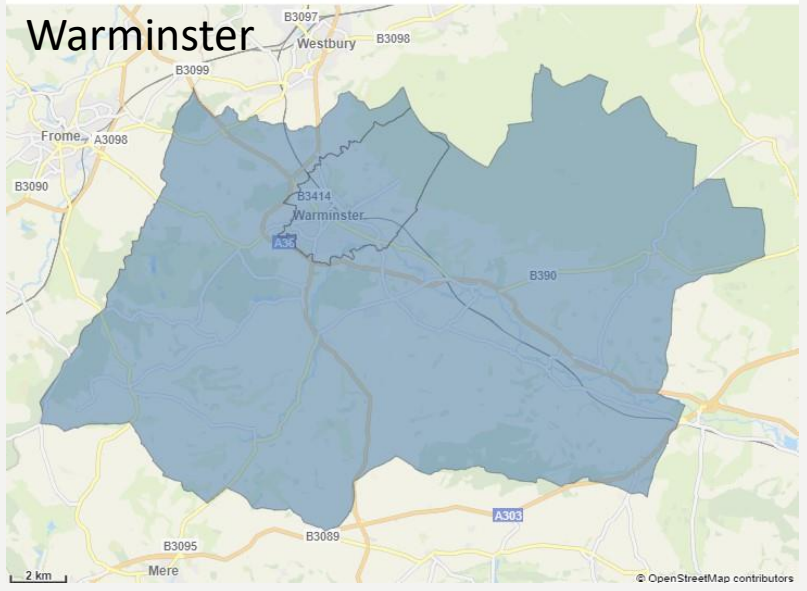 Warminster
B3097
Westbury
B3098
B3099
Frome
A3098
B3090
B3414
Warminster
A36
B390
A303
B3089
B3095
Mere
2 km
© OpenStreetMap contributors